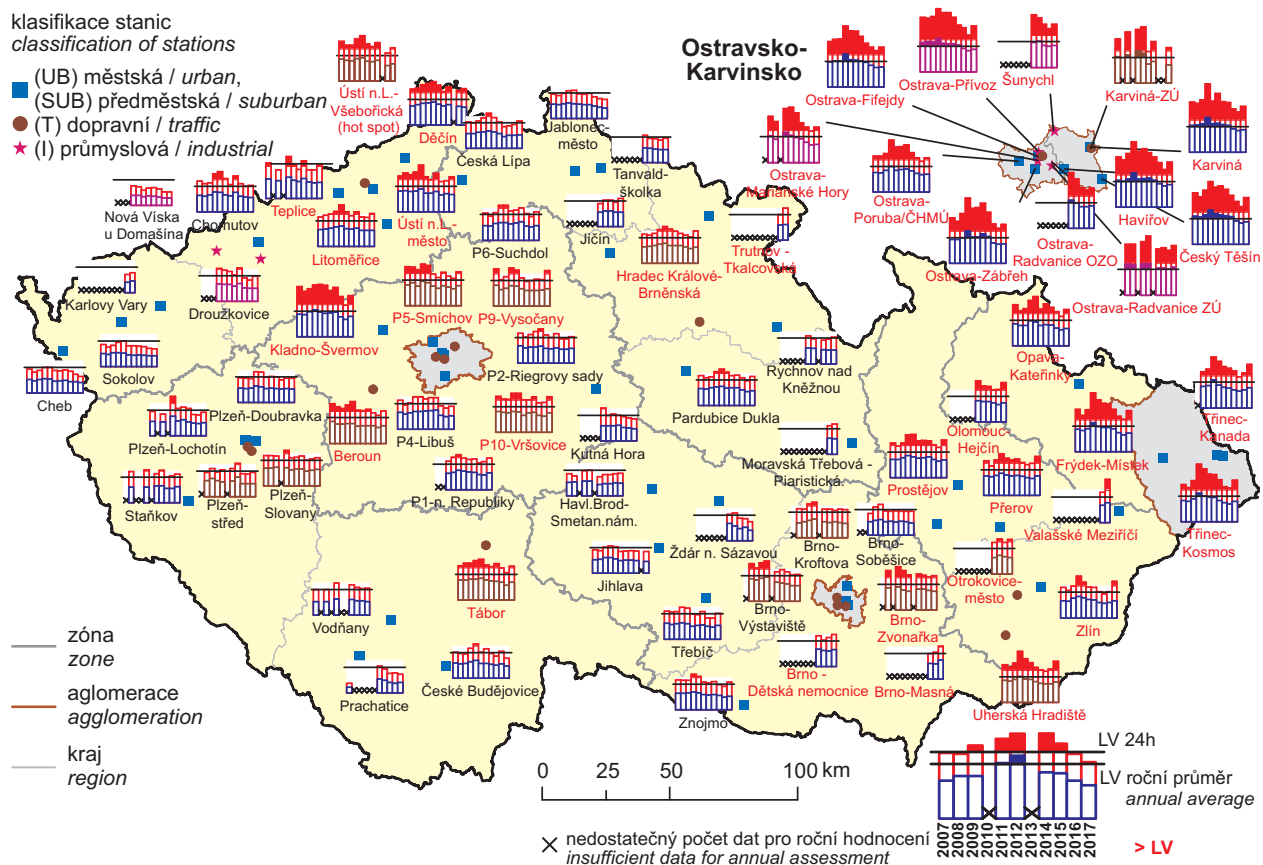 klasifikace stanic
classification of stations
(UB) městská / urban,
(SUB) předměstská / suburban
(T) dopravní / traffic
(I) průmyslová / industrial
Ústí n.L.-
Všebořická
(hot spot)
Děčín
Česká Lípa
Jablonec-
město
Tanvald-
školka
Ostravsko-
Karvinsko
Ostrava-Fifejdy
Ostrava-Přívoz
Šunychl
Karviná-ZÚ
Karviná
Ostrava-
Mariánské Hory
Ostrava-
Poruba/ČHMÚ
Ostrava-Zábřeh
Ostrava-
Radvanice OZO
Havířov
Český Těšín
Ostrava-Radvanice ZÚ
Nová Víska
u Domašína
Chomutov
Teplice
Litoměřice
Ústí n.L.-
město
P6-Suchdol
Jičín
Hradec Králové-
Brněnská
Trutnov -
Tkalcovská
Karlovy Vary
Droužkovice
Kladno-Švermov
P5-Smíchov
P9-Vysočany
P2-Riegrovy sady
Rychnov nad
Kněžnou
Opava-
Kateřinky
Cheb
Sokolov
Plzeň-Doubravka
Plzeň-Lochotín
Beroun
P4-Libuš
P10-Vršovice
Kutná Hora
Pardubice Dukla
Moravská Třebová -
Piaristická.
Olomouc-
Hejčín
Frýdek-Místek
Třinec-
Kanada
Staňkov
Plzeň-
střed
Plzeň-
Slovany
P1-n. Republiky
Havl.Brod-
Smetan.nám.
Prostějov
Přerov
Valašské Meziříčí
Třinec-
Kosmos
Ždár n. Sázavou
Brno-
Kroftova
Brno-
Soběšice
Jihlava
Otrokovice-
město
Tábor
Vodňany
Brno-
Výstaviště
Brno-
Zvonařka
Zlín
Třebíč
Prachatice
České Budějovice
Brno -
Dětská nemocnice
Brno-Masná
Znojmo
Uherská Hradiště
zóna
zone
aglomerace
agglomeration
kraj
region
0 25 50 100 km
nedostatečný počet dat pro roční hodnocení
insufficient data for annual assessment
LV 24h
LV roční průměr
annual average
2007 2008 2009 2010 2011 2012 2013 2014 2015 2016 2017
> LV